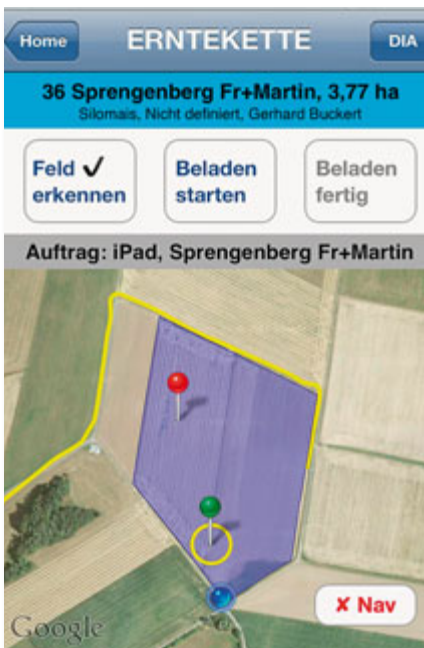 Home ERNTEKETTE DIA
36 Sprengenberg Fr+Martin, 3,77 ha
Silomais, Nicht definiert, Gerhard Buckert
Feld ✓
erkennen
Beladen
starten
Beladen
fertig
Auftrag: iPad, Sprengenberg Fr+Martin
✘ Nav
Google